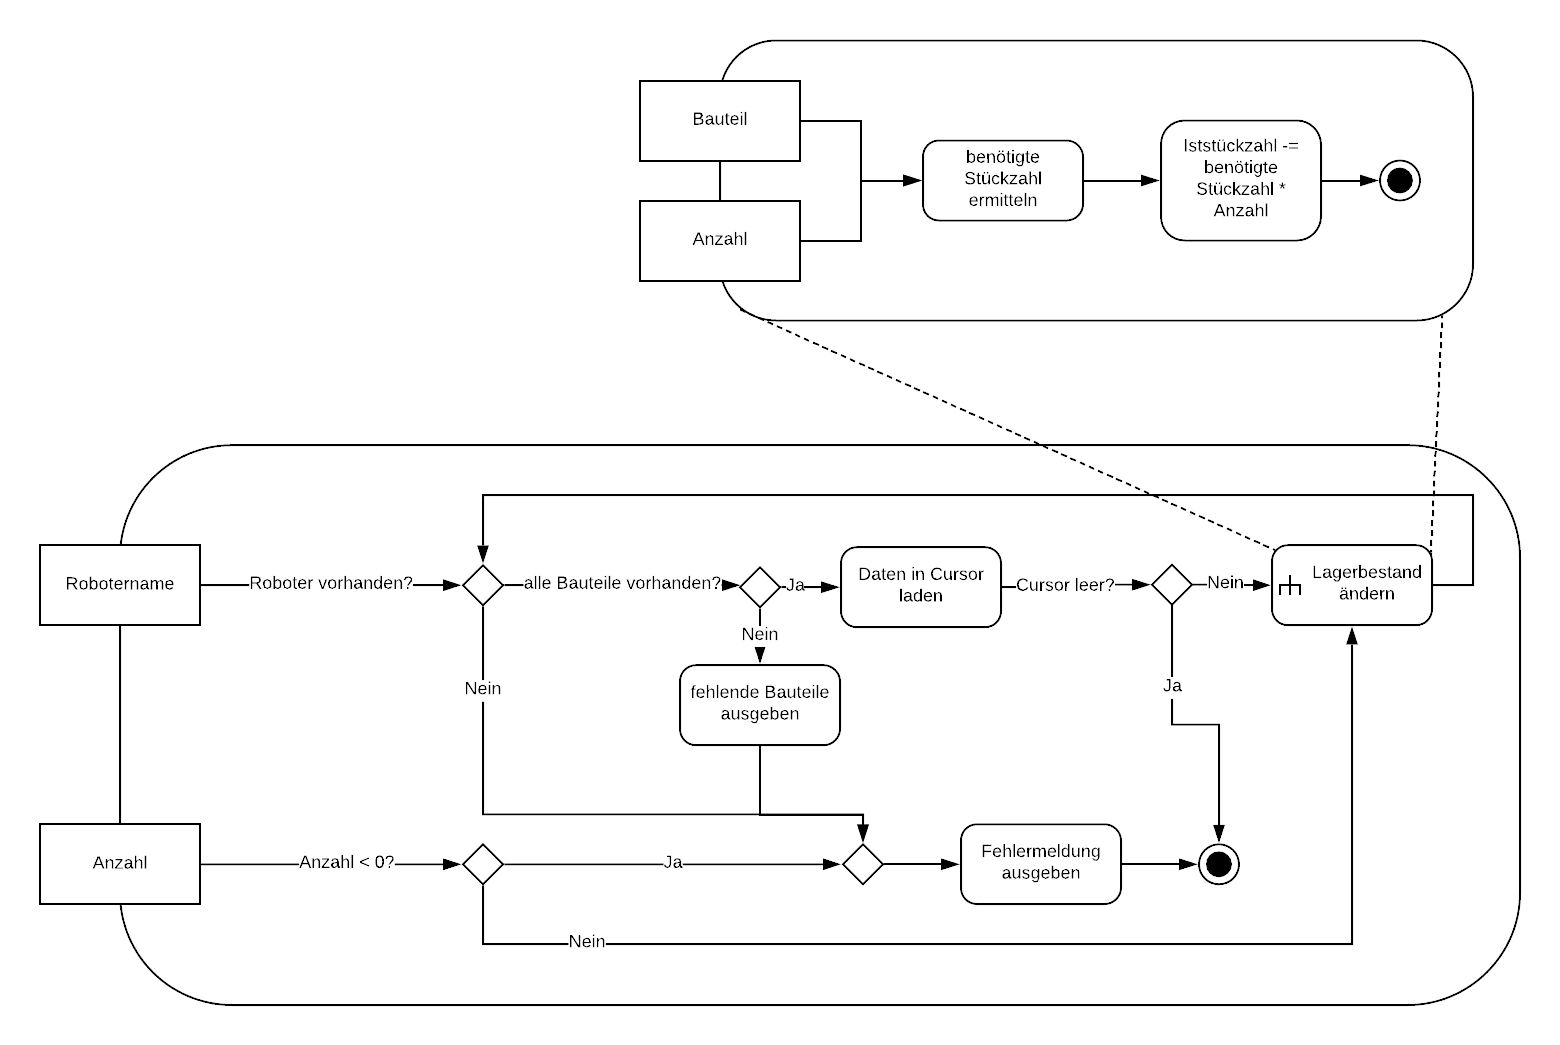 Bauteil
Anzahl
benötigte
Stückzahl
ermitteln
Iststückzahl -=
benötigte
Stückzahl *
Anzahl
Robotername
Roboter vorhanden?
alle Bauteile vorhanden?
Ja
Daten in Cursor
laden
Cursor leer?
Nein
Lagerbestand
ändern
Nein
Nein
fehlende Bauteile
ausgeben
Ja
Anzahl
Anzahl < 0?
Ja
Fehlermeldung
ausgeben
Nein